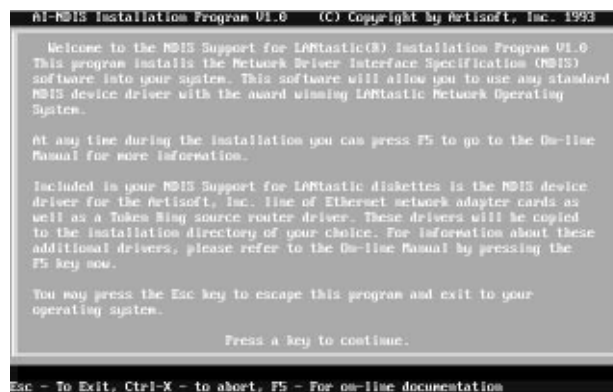 AI-NDIS Installation Program V1.0 (C) Copyright by Artisoft, Inc. 1993
Welcome to the NDIS Support for LANtastic(R) Installation Program V1.0
This program installs the Network Driver Interface Specification (NDIS)
software into your system. This software will allow you to use any standard
NDIS device driver with the award winning LANtastic Network Operating
System.
At any time during the installation you can press F5 to go to the On-line
Manual for more information.
Included in your NDIS Support for LANtastic diskettes is the NDIS device
driver for the Artisoft, Inc. line of Ethernet network adapter cards as
well as a Token Ring source router driver. These drivers will be copied
to the installation directory of your choice. For information about these
additional drivers, please refer to the On-line Manual by pressing the
F5 key now.
You may press the Esc key to escape this program and exit to your
operating system.
Press a key to continue.
Esc - To Exit, Ctrl-X - to abort, F5 - For on-line documentation